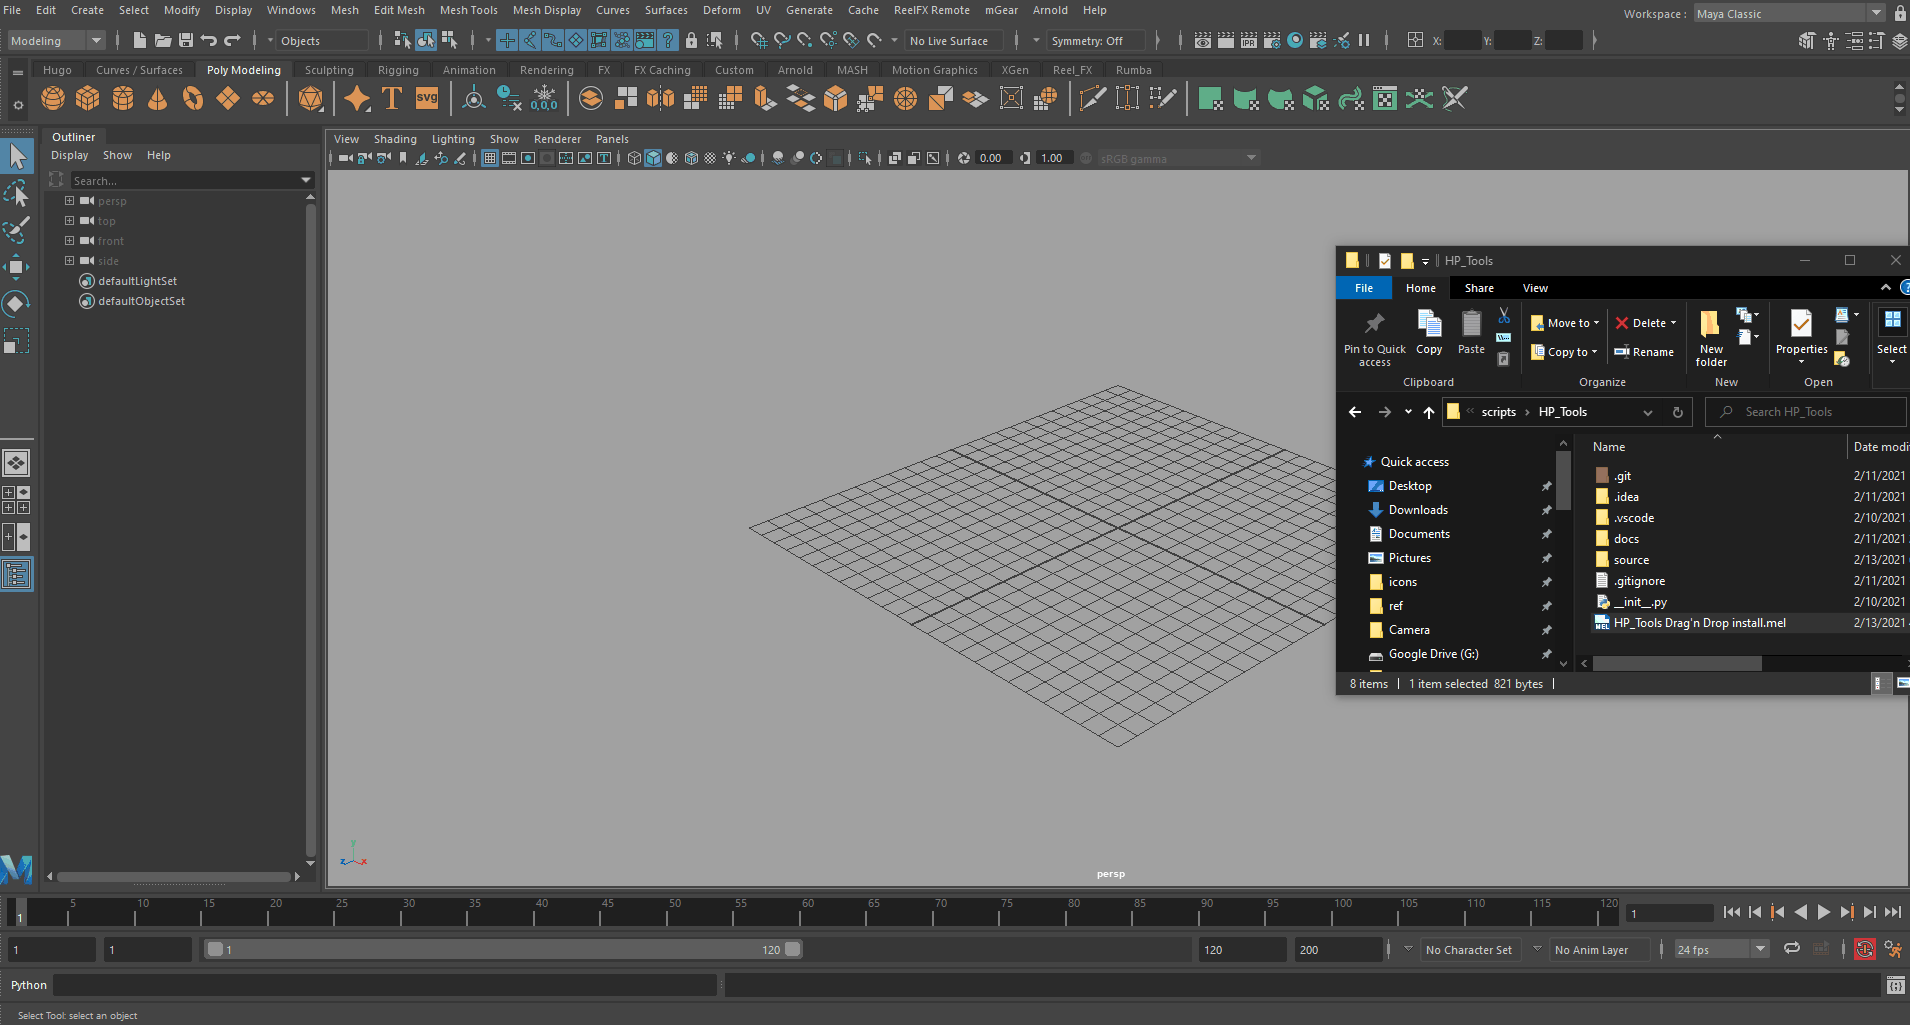 File Edit Create Select Modify Display Windows Mesh Edit Mesh Mesh Tools Mesh Display Curves Surfaces Deform UV Generate Cache ReelFX Remote mGear Arnold Help
Workspace : Maya Classic
Modeling Objects No Live Surface Symmetry: Off IPR X: Y: Z:
Hugo Curves / Surfaces Poly Modeling Sculpting Rigging Animation Rendering FX FX Caching Custom Arnold MASH Motion Graphics XGen Reel_FX Rumba
T SVG 0,0,0
Outliner
Display Show Help
Search...
persp
top
front
side
defaultLightSet
defaultObjectSet
View Shading Lighting Show Renderer Panels
0.00 1.00 sRGB gamma
HP_Tools
File Home Share View
Pin to Quick access
Copy
Paste
Move to
Copy to
Delete
Rename
New folder
Properties
Select
Clipboard Organize New Open
scripts › HP_Tools
Search HP_Tools
Quick access
Desktop
Downloads
Documents
Pictures
icons
ref
Camera
Google Drive (G:)
Name Date modi
.git 2/11/2021
.idea 2/11/2021
.vscode 2/10/2021
docs 2/11/2021
source 2/13/2021
.gitignore 2/11/2021
__init__.py 2/10/2021
HP_Tools Drag'n Drop install.mel 2/13/2021
8 items 1 item selected 821 bytes
y
z x
persp
1 5 10 15 20 25 30 35 40 45 50 55 60 65 70 75 80 85 90 95 100 105 110 115 120 1
1 1 1 120 120 200 No Character Set No Anim Layer 24 fps
Python
Select Tool: select an object